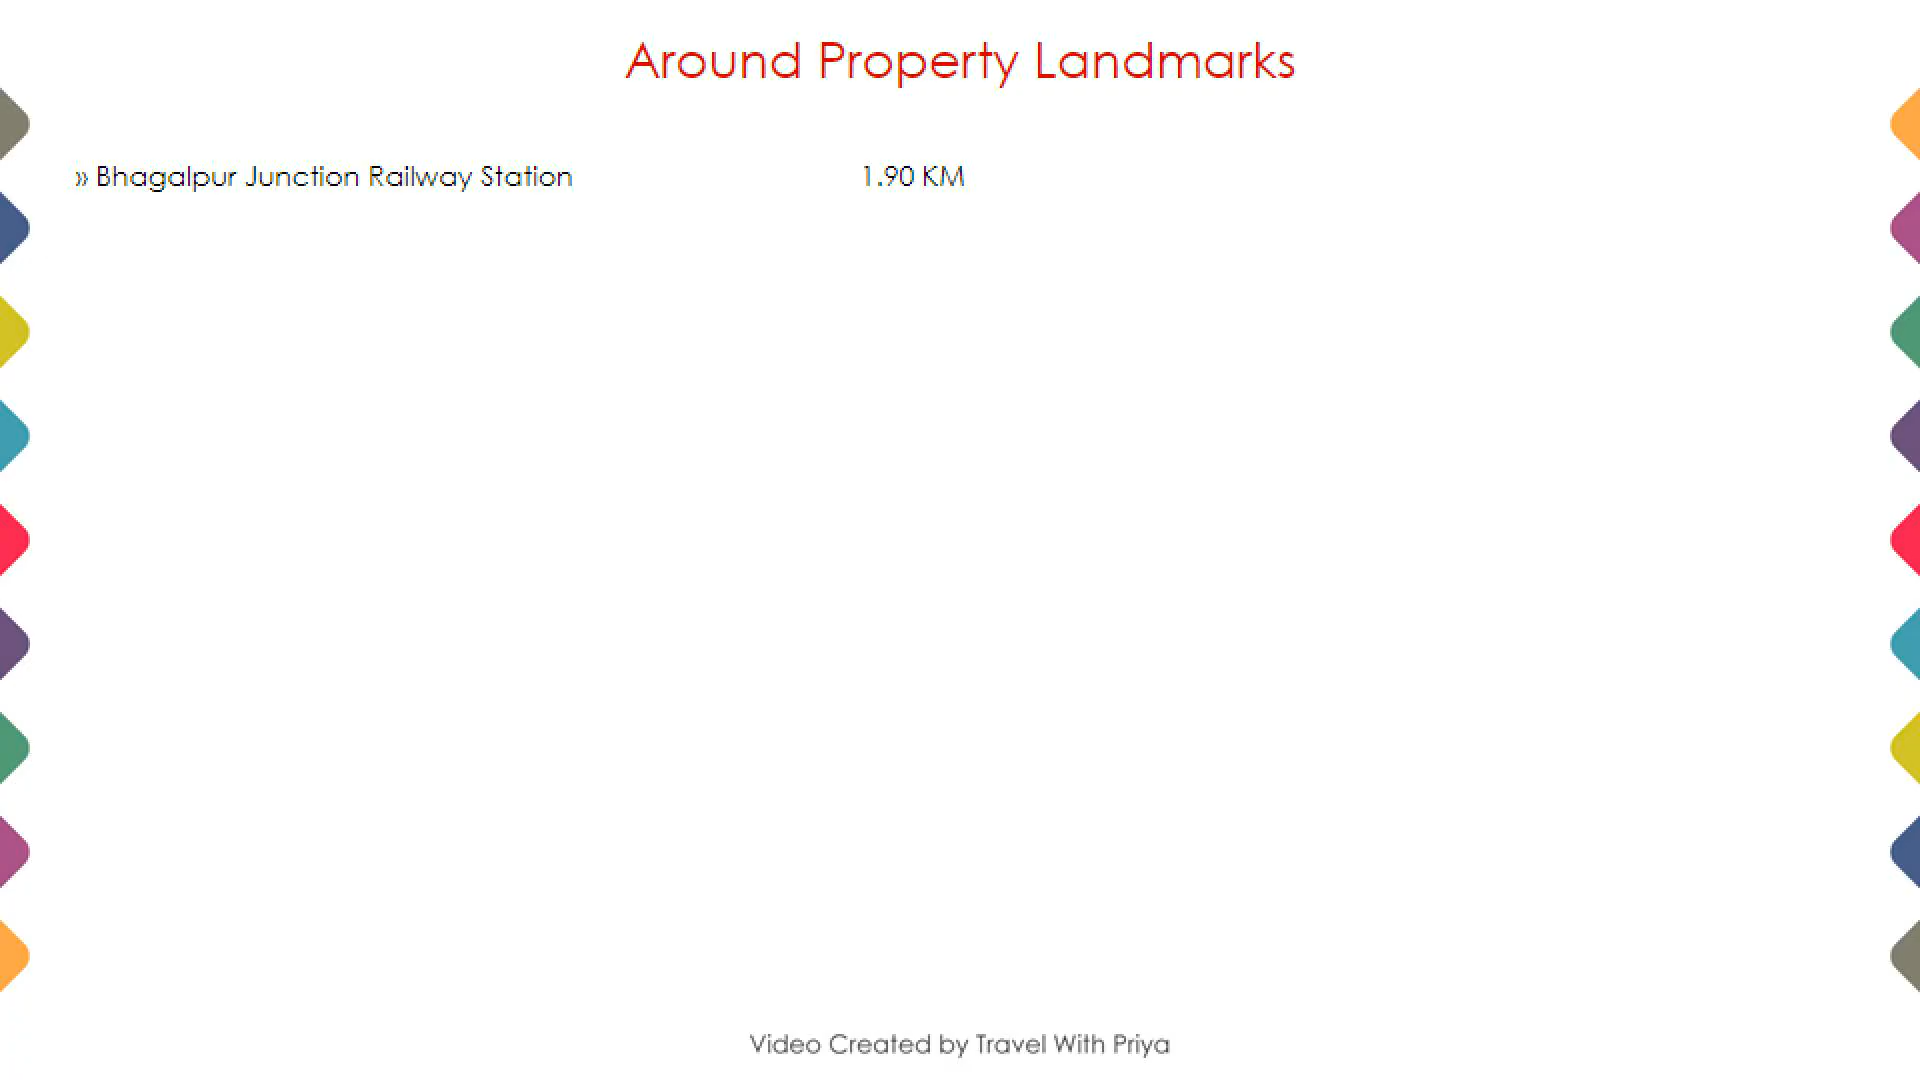 Around Property Landmarks
» Bhagalpur Junction Railway Station 1.90 KM
Video Created by Travel With Priya